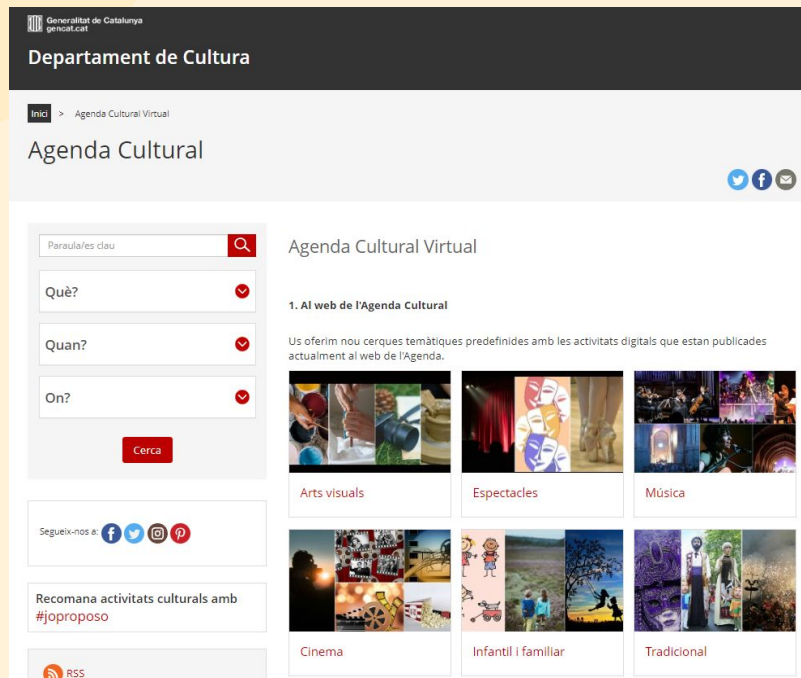 Generalitat de Catalunya
gencat.cat
Departament de Cultura
Inici > Agenda Cultural Virtual
Agenda Cultural
Paraula/es clau
Què?
Quan?
On?
Cerca
Segueix-nos a:
Recomana activitats culturals amb
#joproposo
RSS
Agenda Cultural Virtual
1. Al web de l'Agenda Cultural
Us oferim nou cerques temàtiques predefinides amb les activitats digitals que estan publicades
actualment al web de l'Agenda.
Arts visuals
Espectacles
Música
Cinema
Infantil i familiar
Tradicional